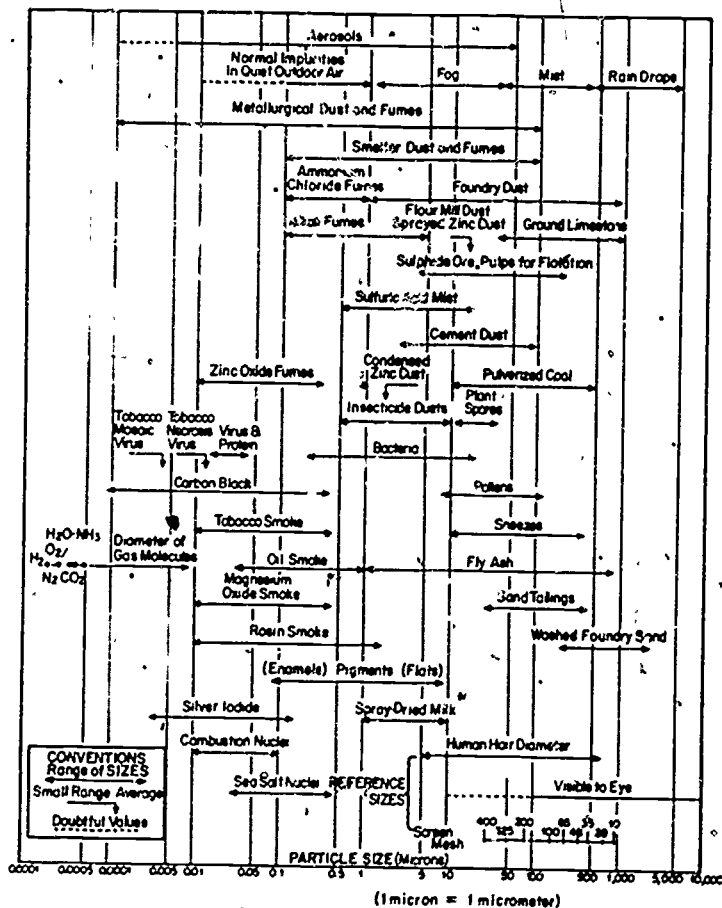 Aerosols
Normal Impurities
In Quiet Outdoor Air
Fog
Mist
Rain Drops
Metallurgical Dust and Fumes
Smelter Dust and Fumes
Ammonium
Chloride Fumes
Foundry Dust
Fumes
Flour Mill Dust
Sprayed Zinc Dust
Ground Limestone
Sulphide Ore, Pulps for Flotation
Sulfuric Acid Mist
Cement Dust
Zinc Oxide Fumes
Condensed
Zinc Dust
Pulverized Coal
Insecticide Dusts
Plant
Spores
Tobacco
Mosaic
Virus
Tobacco
Necrosis
Virus
Virus &
Protein
Bacteria
Carbon Black
Pollens
Tobacco Smoke
Sneezes
H2O·NH3
O2/
H2
N2 CO2
Diameter of
Gas Molecules
Oil Smoke
Fly Ash
Magnesium
Oxide Smoke
Sand Tailings
Rosin Smoke
Washed Foundry Sand
(Enamels) Pigments (Flats)
Silver Iodide
Spray-Dried Milk
Combustion Nuclei
Human Hair Diameter
CONVENTIONS
Range of SIZES
Small Range Average
Doubtful Values
Sea Salt Nuclei
REFERENCE
SIZES
Visible to Eye
Screen
Mesh
400 200 65 35 10
325 100 48 28
PARTICLE SIZE (Microns)
0.0001 0.0005 0.001 0.005 0.01 0.05 0.1 0.5 1 5 10 50 100 500 1,000 5,000 10,000
(1 micron = 1 micrometer)